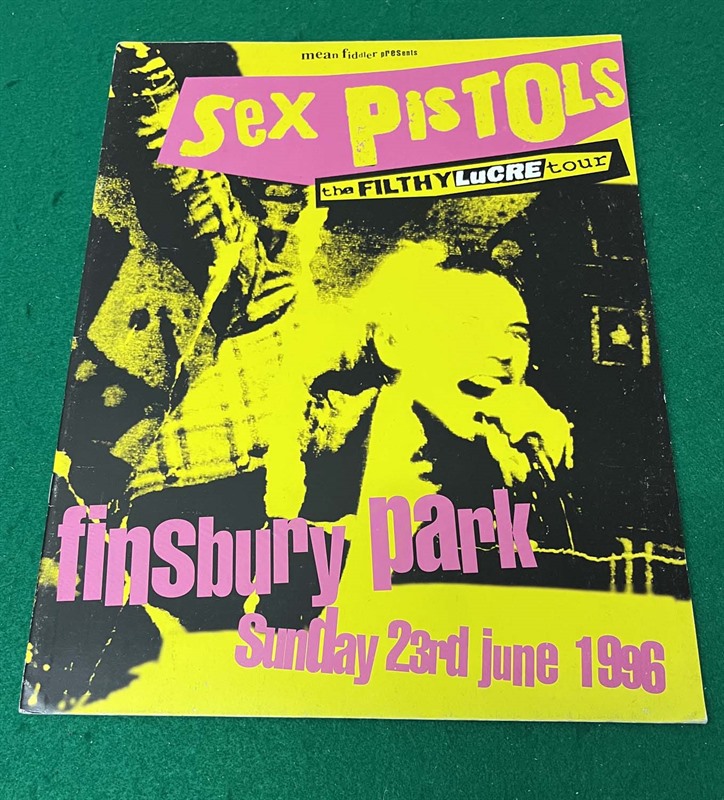 mean fiddler presents
sex PisTOLs
the FILTHY LuCRE tour
finsbury park
Sunday 23rd june 1996